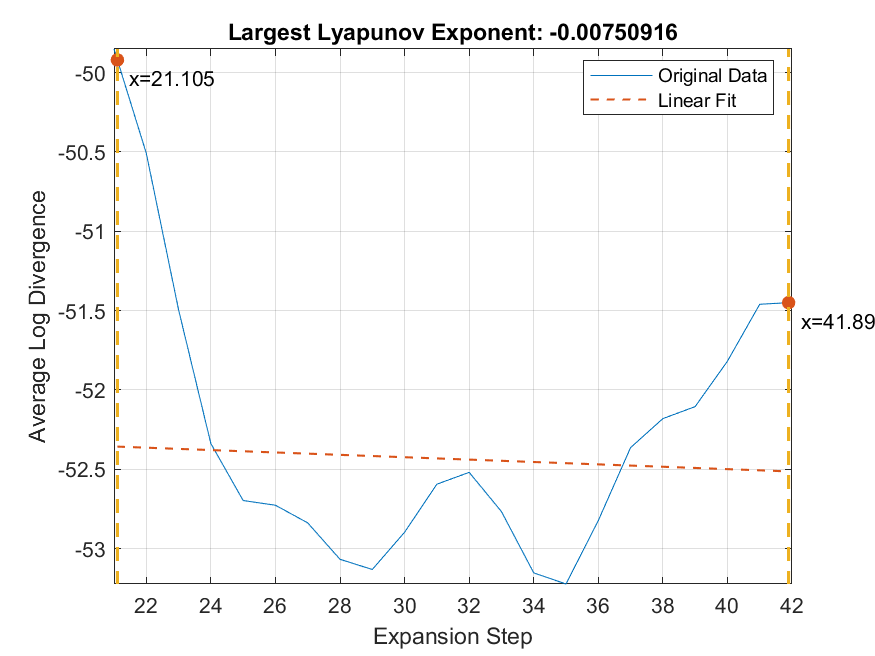 Largest Lyapunov Exponent: -0.00750916
Original Data
Linear Fit
x=21.105
x=41.89
-50
-50.5
-51
-51.5
-52
-52.5
-53
Average Log Divergence
22 24 26 28 30 32 34 36 38 40 42
Expansion Step